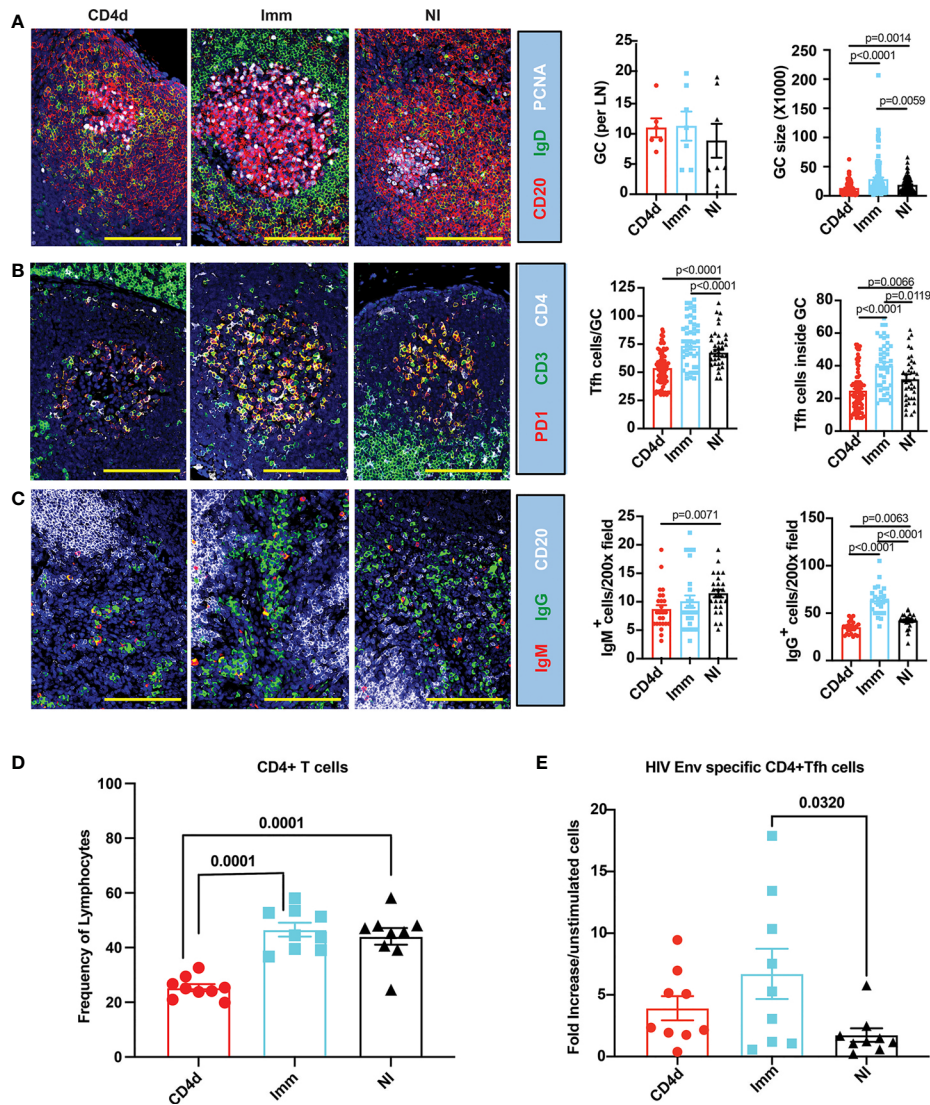 A
CD4d
Imm
NI
CD20 IgD PCNA
GC (per LN)
25
20
15
10
5
0
CD4d
Imm
NI
GC size (X1000)
p=0.0014
p<0.0001
p=0.0059
250
200
150
100
50
0
CD4d
Imm
NI
B
PD1 CD3 CD4
Tfh cells/GC
p<0.0001
p<0.0001
125
100
75
50
25
0
CD4d
Imm
NI
Tfh cells inside GC
p=0.0066
p=0.0119
p<0.0001
80
60
40
20
0
CD4d
Imm
NI
C
IgM IgG CD20
IgM+ cells/200x field
p=0.0071
25
20
15
10
5
0
CD4d
Imm
NI
IgG+ cells/200x field
p=0.0063
p<0.0001
p<0.0001
150
100
50
0
CD4d
Imm
NI
D
CD4+ T cells
Frequency of Lymphocytes
100
80
60
40
20
0
0.0001
0.0001
CD4d
Imm
NI
E
HIV Env specific CD4+Tfh cells
Fold Increase/unstimulated cells
20
15
10
5
0
0.0320
CD4d
Imm
NI